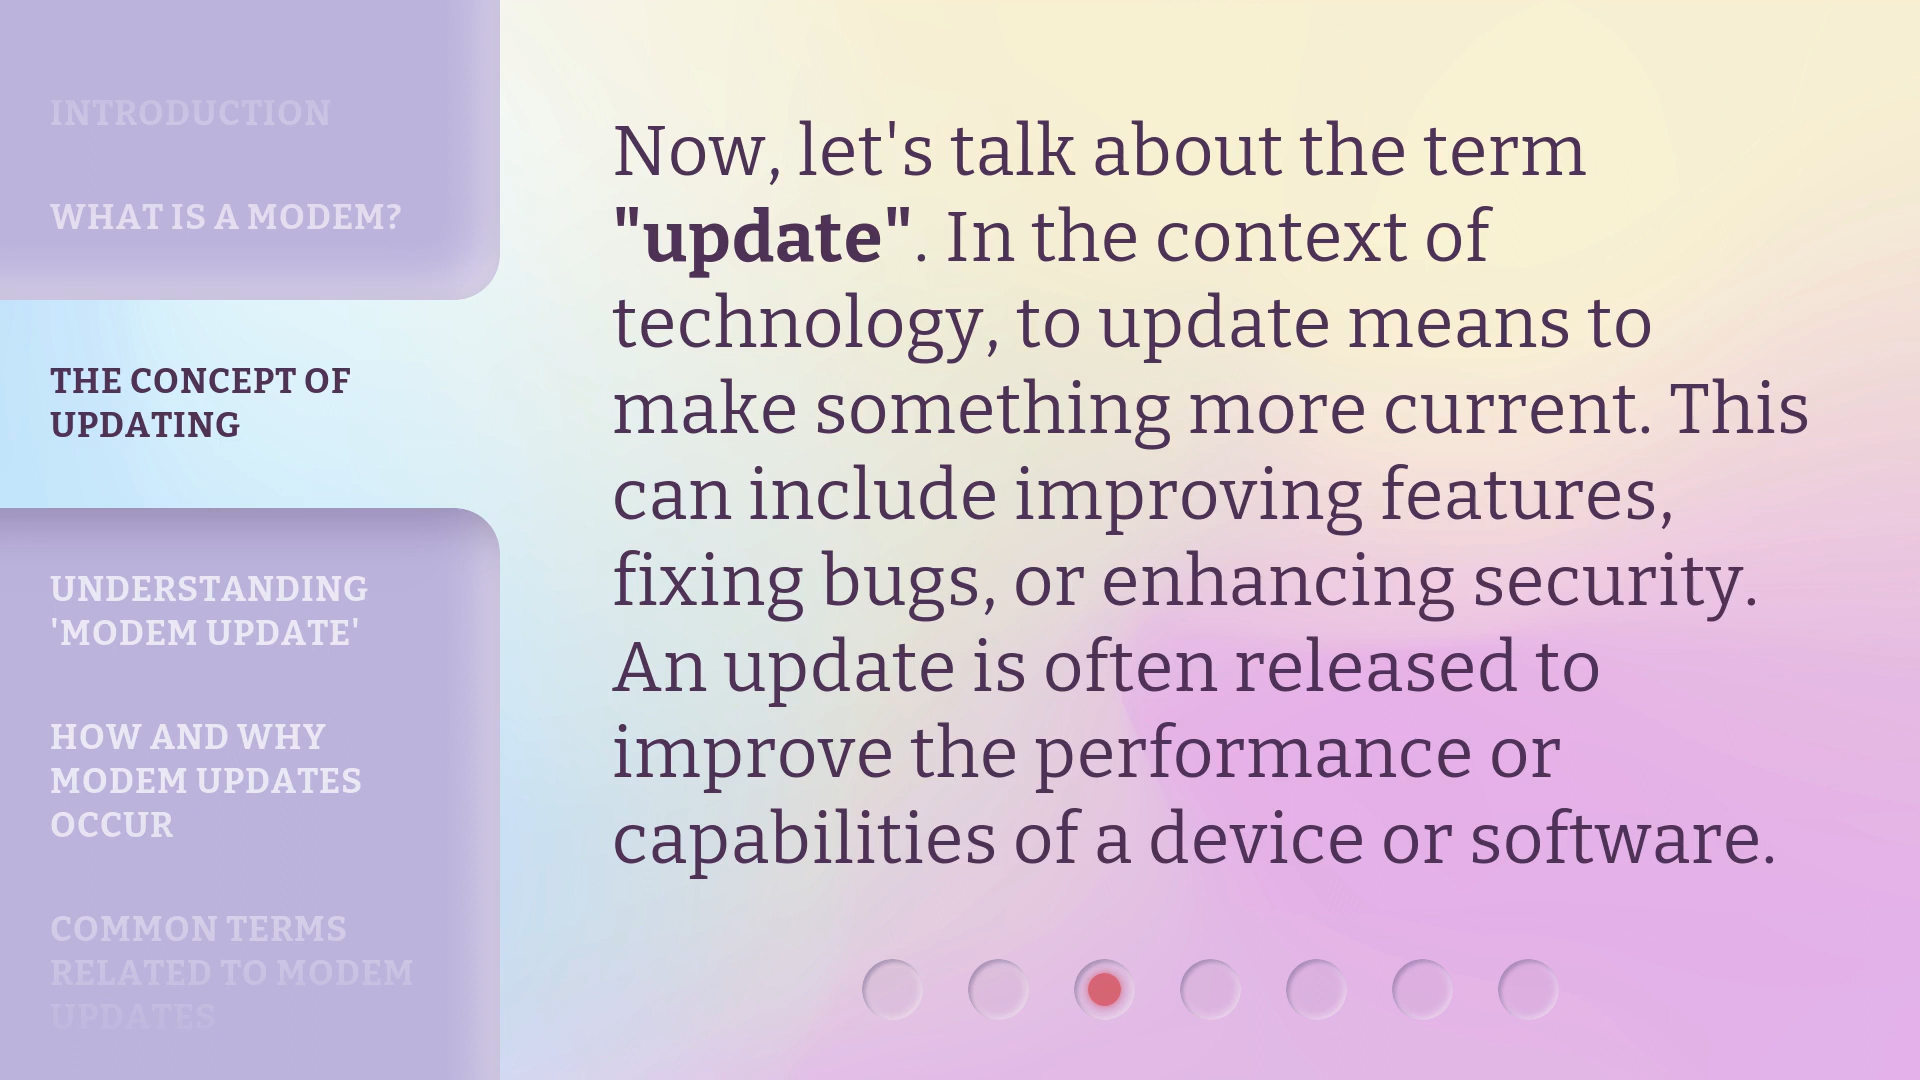 INTRODUCTION
WHAT IS A MODEM?
THE CONCEPT OF
UPDATING
UNDERSTANDING
'MODEM UPDATE'
HOW AND WHY
MODEM UPDATES
OCCUR
COMMON TERMS
RELATED TO MODEM
UPDATES
Now, let's talk about the term
"update". In the context of
technology, to update means to
make something more current. This
can include improving features,
fixing bugs, or enhancing security.
An update is often released to
improve the performance or
capabilities of a device or software.